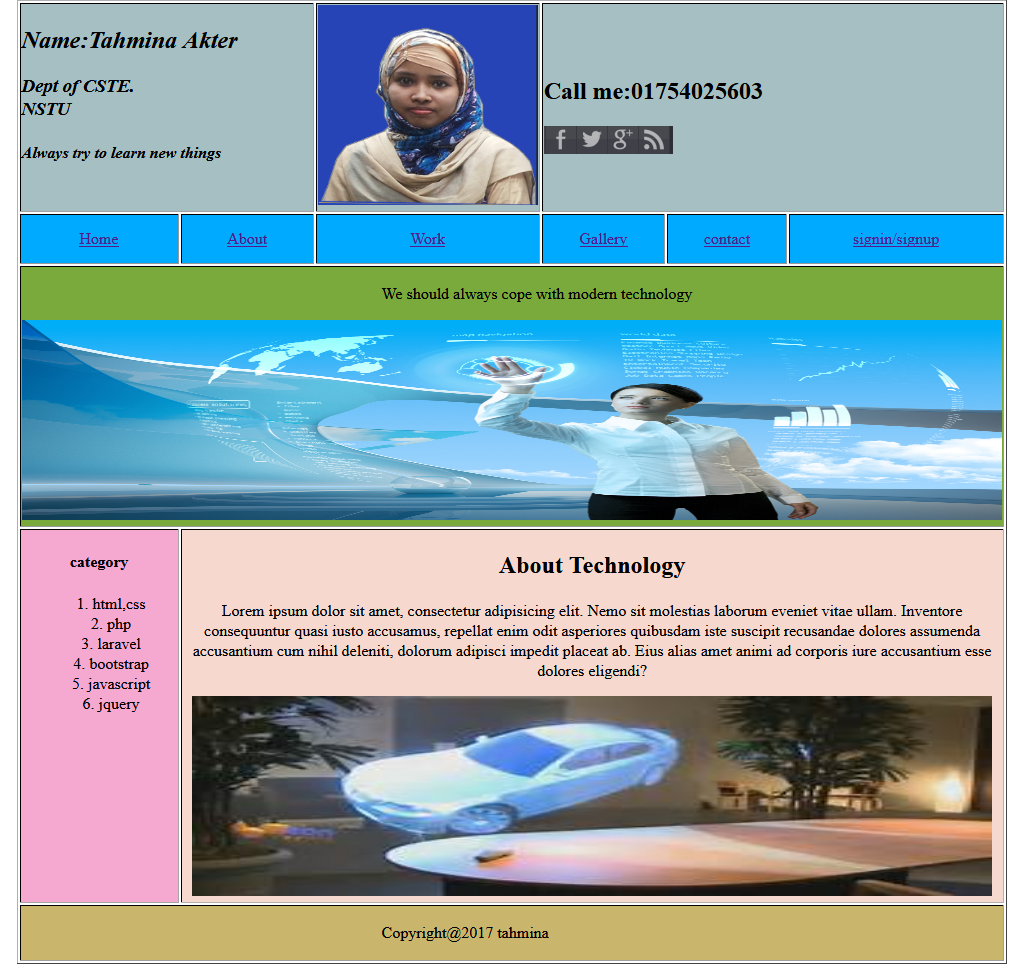 Name:Tahmina Akter
Dept of CSTE.
NSTU
Always try to learn new things
Call me:01754025603
Home
About
Work
Gallery
contact
signin/signup
We should always cope with modern technology
category
1. html,css
2. php
3. laravel
4. bootstrap
5. javascript
6. jquery
About Technology
Lorem ipsum dolor sit amet, consectetur adipisicing elit. Nemo sit molestias laborum eveniet vitae ullam. Inventore
consequuntur quasi iusto accusamus, repellat enim odit asperiores quibusdam iste suscipit recusandae dolores assumenda
accusantium cum nihil deleniti, dolorum adipisci impedit placeat ab. Eius alias amet animi ad corporis iure accusantium esse
dolores eligendi?
Copyright@2017 tahmina